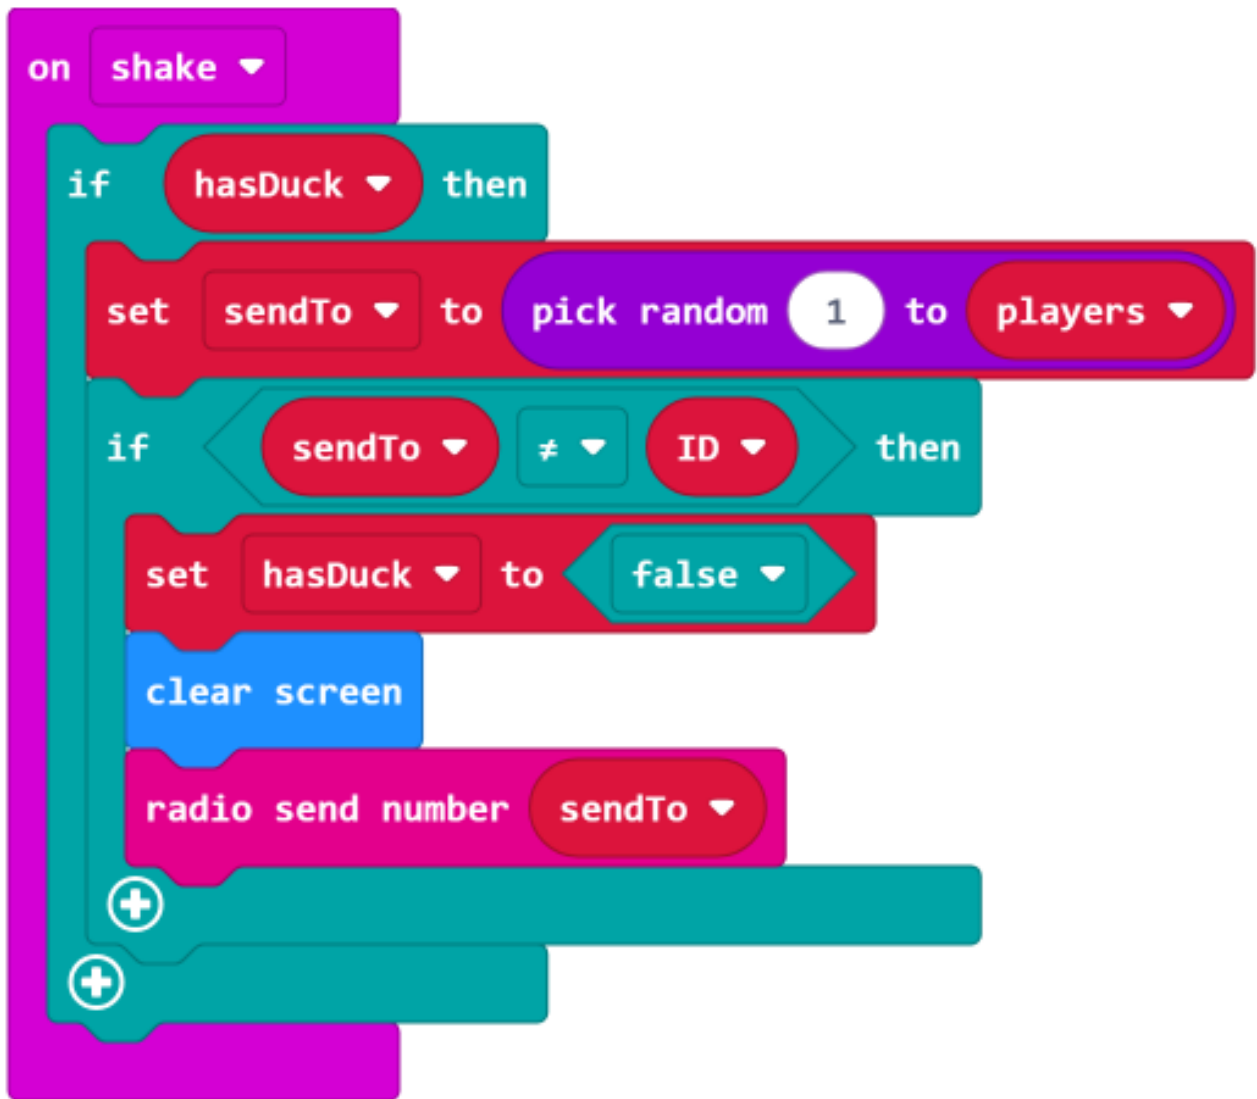 on shake
if hasDuck then
set sendTo to pick random 1 to players
if sendTo ≠ ID then
set hasDuck to false
clear screen
radio send number sendTo